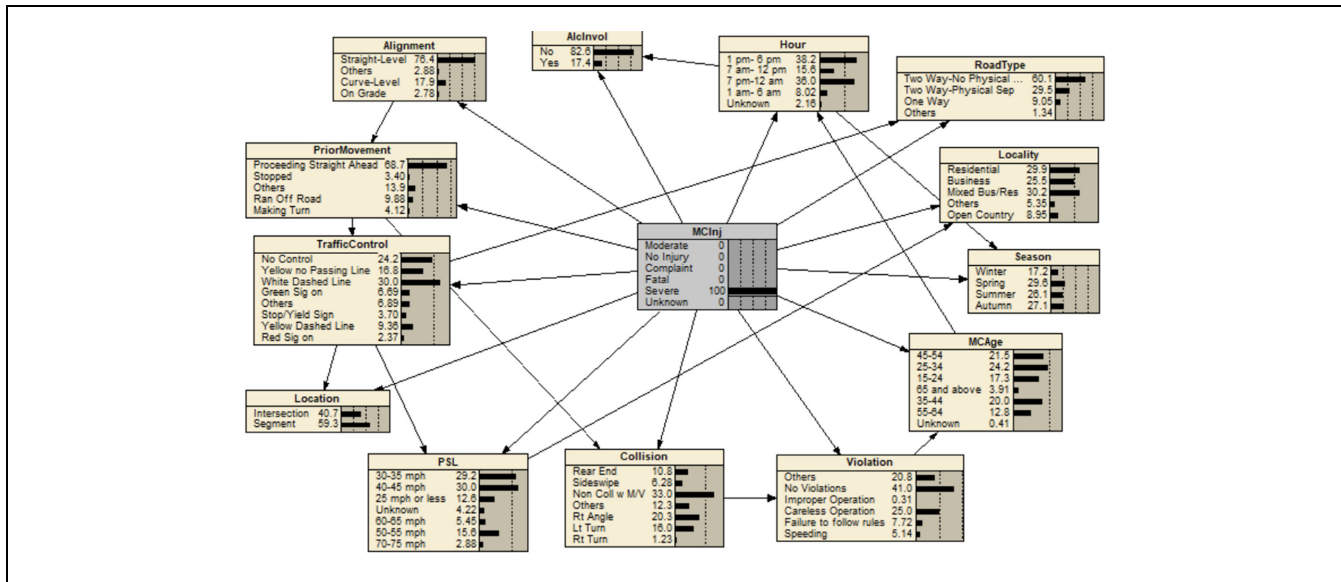 Alignment
Straight-Level 76.4
Others 2.88
Curve-Level 17.9
On Grade 2.78
AlcInvol
No 82.6
Yes 17.4
Hour
1 pm- 6 pm 38.2
7 am- 12 pm 15.6
7 pm-12 am 36.0
1 am- 6 am 8.02
Unknown 2.16
RoadType
Two Way-No Physical ... 60.1
Two Way-Physical Sep 29.5
One Way 9.05
Others 1.34
PriorMovement
Proceeding Straight Ahead 68.7
Stopped 3.40
Others 13.9
Ran Off Road 9.88
Making Turn 4.12
Locality
Residential 29.9
Business 25.5
Mixed Bus/Res 30.2
Others 5.35
Open Country 8.95
MCInj
Moderate 0
No Injury 0
Complaint 0
Fatal 0
Severe 100
Unknown 0
TrafficControl
No Control 24.2
Yellow no Passing Line 16.8
White Dashed Line 30.0
Green Sig on 6.69
Others 6.89
Stop/Yield Sign 3.70
Yellow Dashed Line 9.36
Red Sig on 2.37
Season
Winter 17.2
Spring 29.6
Summer 26.1
Autumn 27.1
MCAge
45-54 21.5
25-34 24.2
15-24 17.3
65 and above 3.91
35-44 20.0
55-64 12.8
Unknown 0.41
Location
Intersection 40.7
Segment 59.3
PSL
30-35 mph 29.2
40-45 mph 30.0
25 mph or less 12.6
Unknown 4.22
60-65 mph 5.45
50-55 mph 15.6
70-75 mph 2.88
Collision
Rear End 10.8
Sideswipe 6.28
Non Coll w M/V 33.0
Others 12.3
Rt Angle 20.3
Lt Turn 16.0
Rt Turn 1.23
Violation
Others 20.8
No Violations 41.0
Improper Operation 0.31
Careless Operation 25.0
Failure to follow rules 7.72
Speeding 5.14